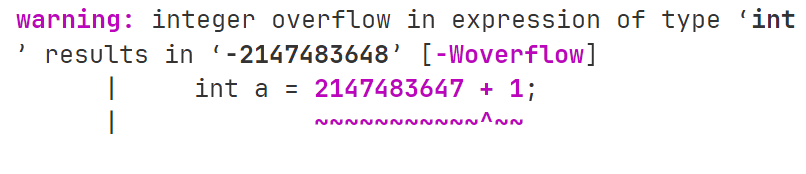 warning: integer overflow in expression of type ‘int
’ results in ‘-2147483648’ [-Woverflow]
|     int a = 2147483647 + 1;
|             ~~~~~~~~~~~^~~